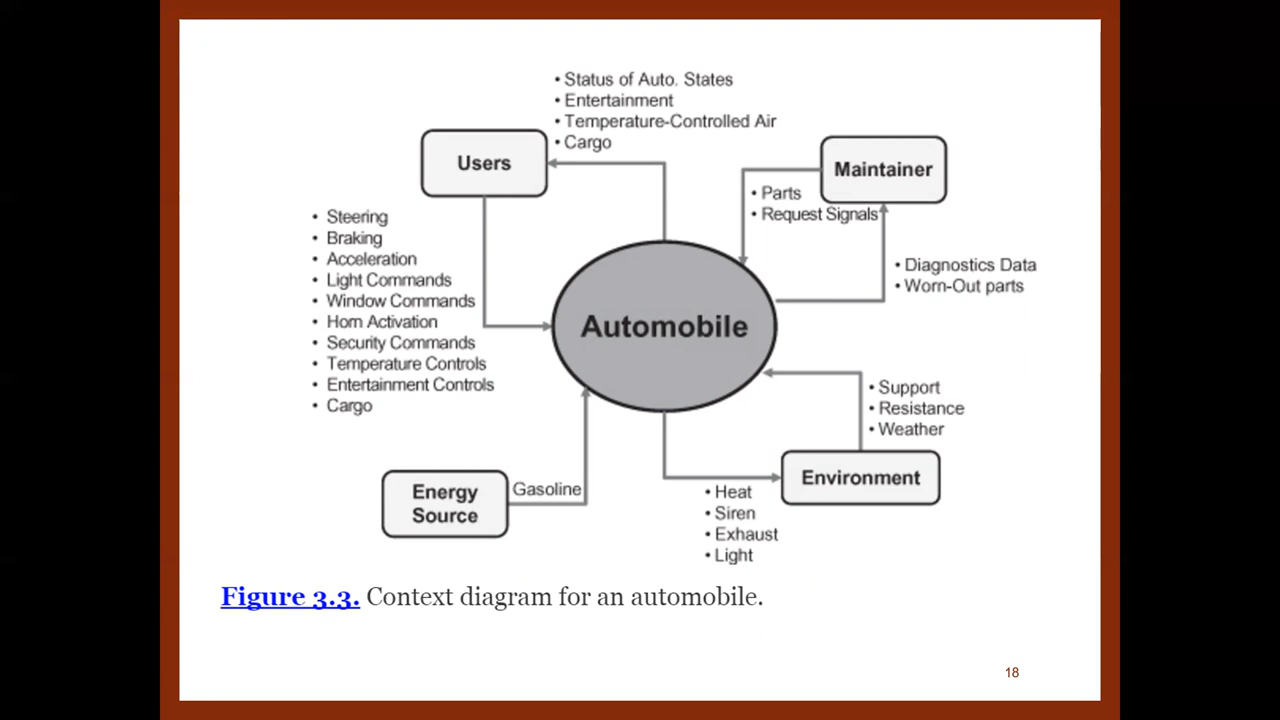 • Status of Auto. States
• Entertainment
• Temperature-Controlled Air
• Cargo
Users
Maintainer
• Parts
• Request Signals
• Steering
• Braking
• Acceleration
• Light Commands
• Window Commands
• Horn Activation
• Security Commands
• Temperature Controls
• Entertainment Controls
• Cargo
• Diagnostics Data
• Worn-Out parts
Automobile
• Support
• Resistance
• Weather
Energy
Source
Gasoline
Environment
• Heat
• Siren
• Exhaust
• Light
Figure 3.3. Context diagram for an automobile.
18